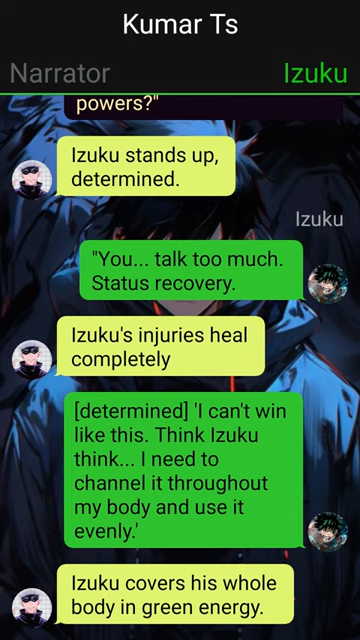 Kumar Ts
Narrator
Izuku
powers?"
Izuku stands up,
determined.
Izuku
"You... talk too much.
Status recovery.
Izuku's injuries heal
completely
[determined] 'I can't win
like this. Think Izuku
think... I need to
channel it throughout
my body and use it
evenly.'
Izuku covers his whole
body in green energy.